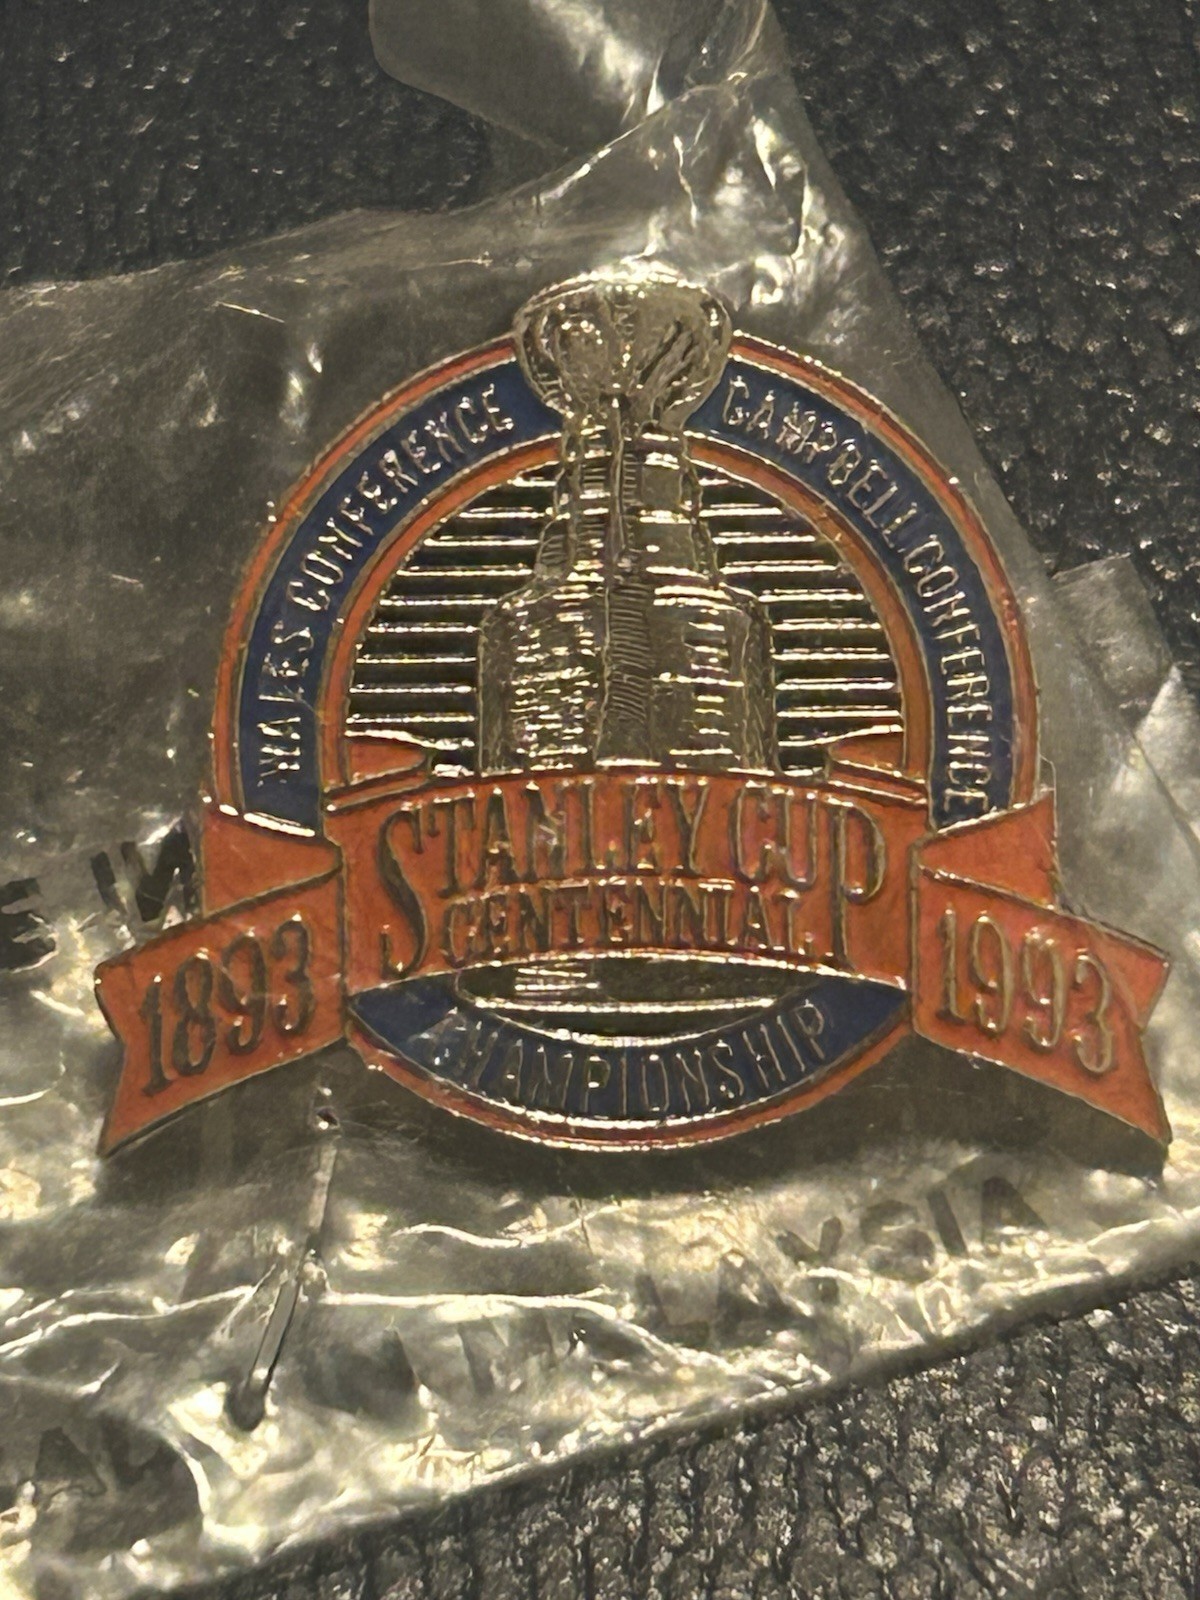 WALES CONFERENCE
CAMPBELL CONFERENCE
STANLEY CUP
CENTENNIAL
1893
1993
CHAMPIONSHIP